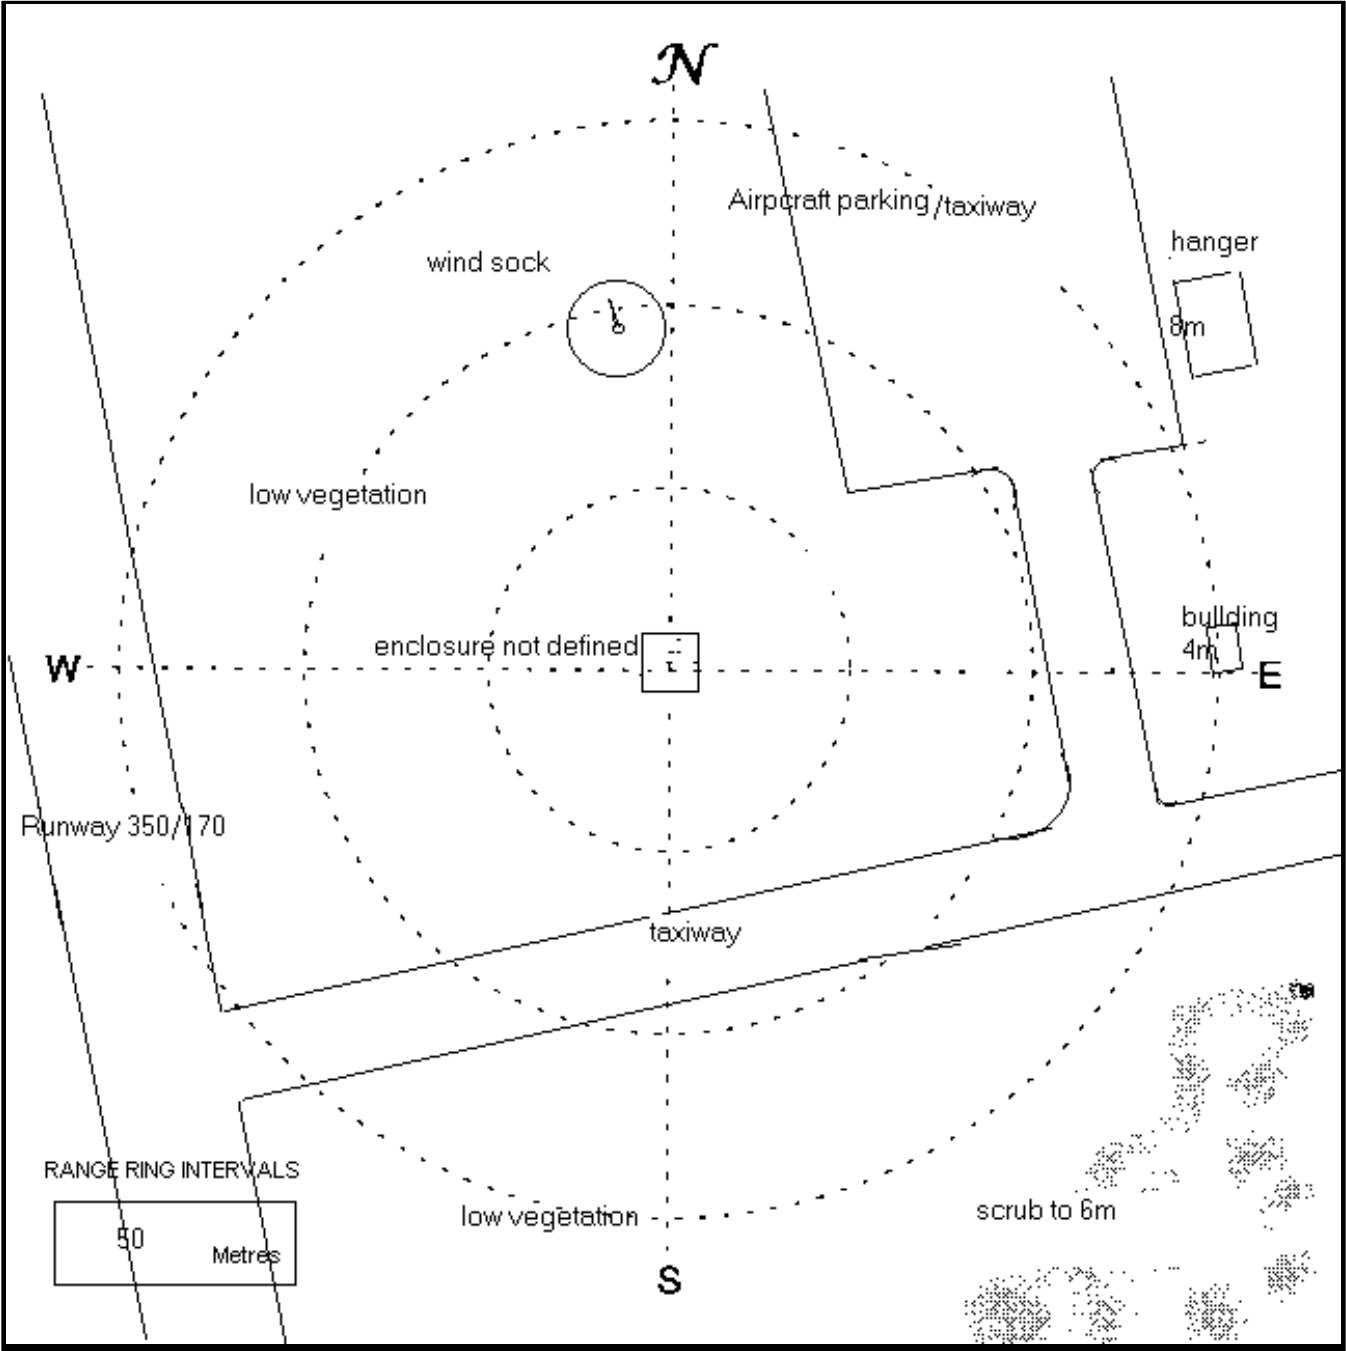 N
Airpcraft parking/taxiway
hanger
wind sock
8m
low vegetation
building
enclosure not defined
4m
W
E
Runway 350/170
taxiway
RANGE RING INTERVALS
50
Metres
low vegetation
scrub to 6m
S